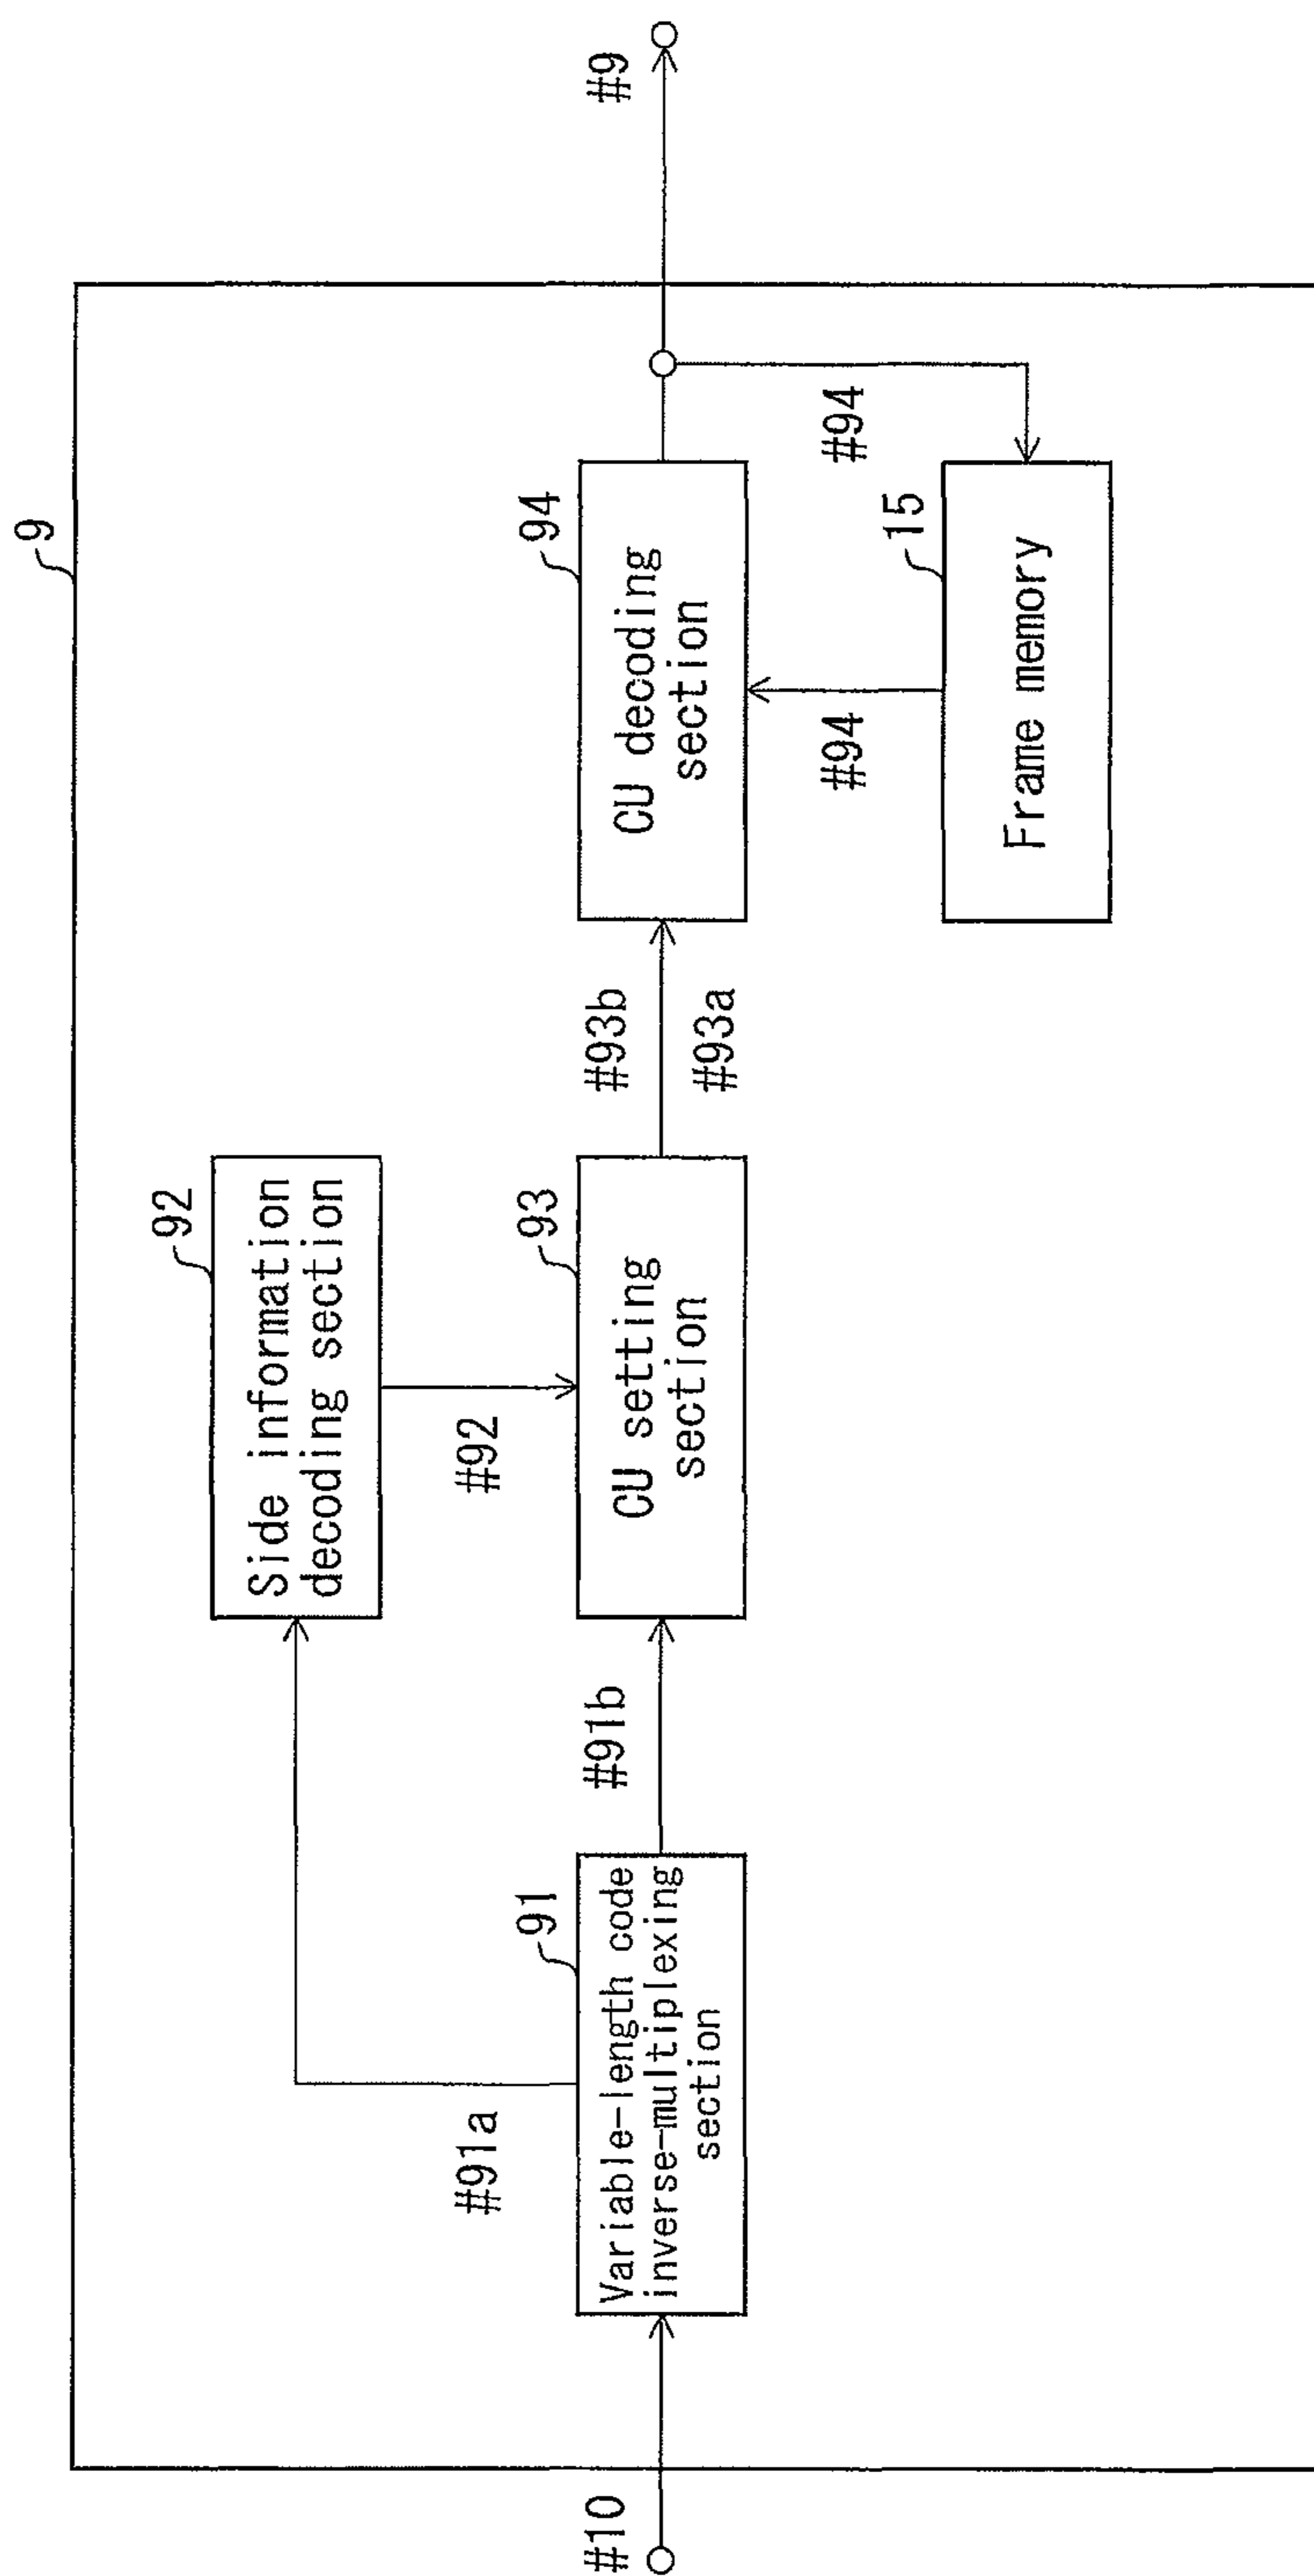 9
92
Side information
decoding section
#91a
#92
#10
91
Variable-length code
inverse-multiplexing
section
#91b
93
CU setting
section
#93b
#93a
94
CU decoding
section
#9
#94
#94
15
Frame memory